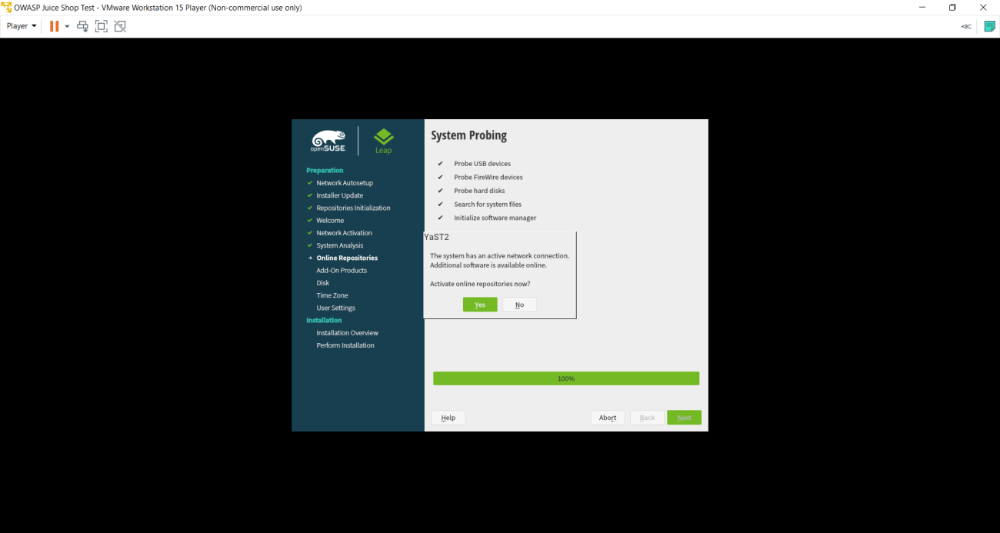 OWASP Juice Shop Test - VMware Workstation 15 Player (Non-commercial use only)
Player
openSUSE
Leap
Preparation
Network Autosetup
Installer Update
Repositories Initialization
Welcome
Network Activation
System Analysis
Online Repositories
Add-On Products
Disk
Time Zone
User Settings
Installation
Installation Overview
Perform Installation
System Probing
Probe USB devices
Probe FireWire devices
Probe hard disks
Search for system files
Initialize software manager
YaST2
The system has an active network connection.
Additional software is available online.
Activate online repositories now?
Yes No
100%
Help Abort Back Next